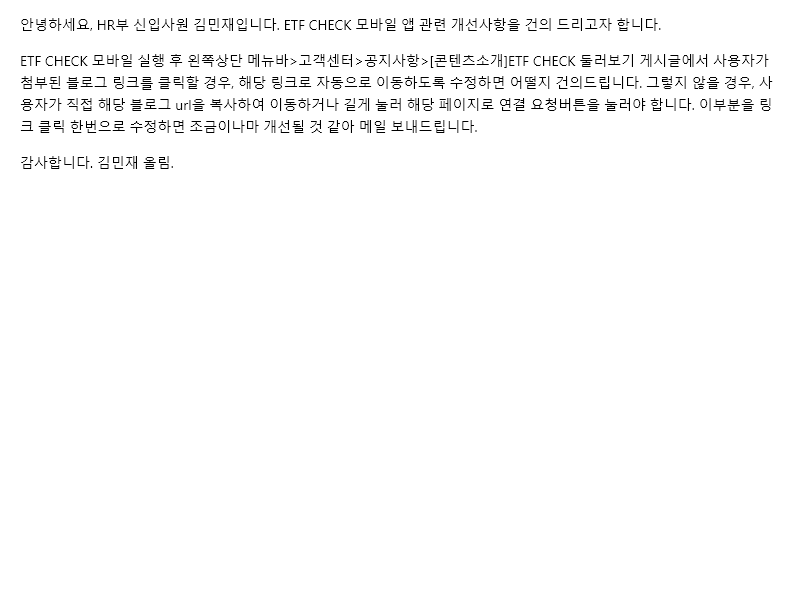 안녕하세요, HR부 신입사원 김민재입니다. ETF CHECK 모바일 앱 관련 개선사항을 건의 드리고자 합니다.
ETF CHECK 모바일 실행 후 왼쪽상단 메뉴바>고객센터>공지사항>[콘텐츠소개]ETF CHECK 둘러보기 게시글에서 사용자가
첨부된 블로그 링크를 클릭할 경우, 해당 링크로 자동으로 이동하도록 수정하면 어떨지 건의드립니다. 그렇지 않을 경우, 사
용자가 직접 해당 블로그 url을 복사하여 이동하거나 길게 눌러 해당 페이지로 연결 요청버튼을 눌러야 합니다. 이부분을 링
크 클릭 한번으로 수정하면 조금이나마 개선될 것 같아 메일 보내드립니다.
감사합니다. 김민재 올림.